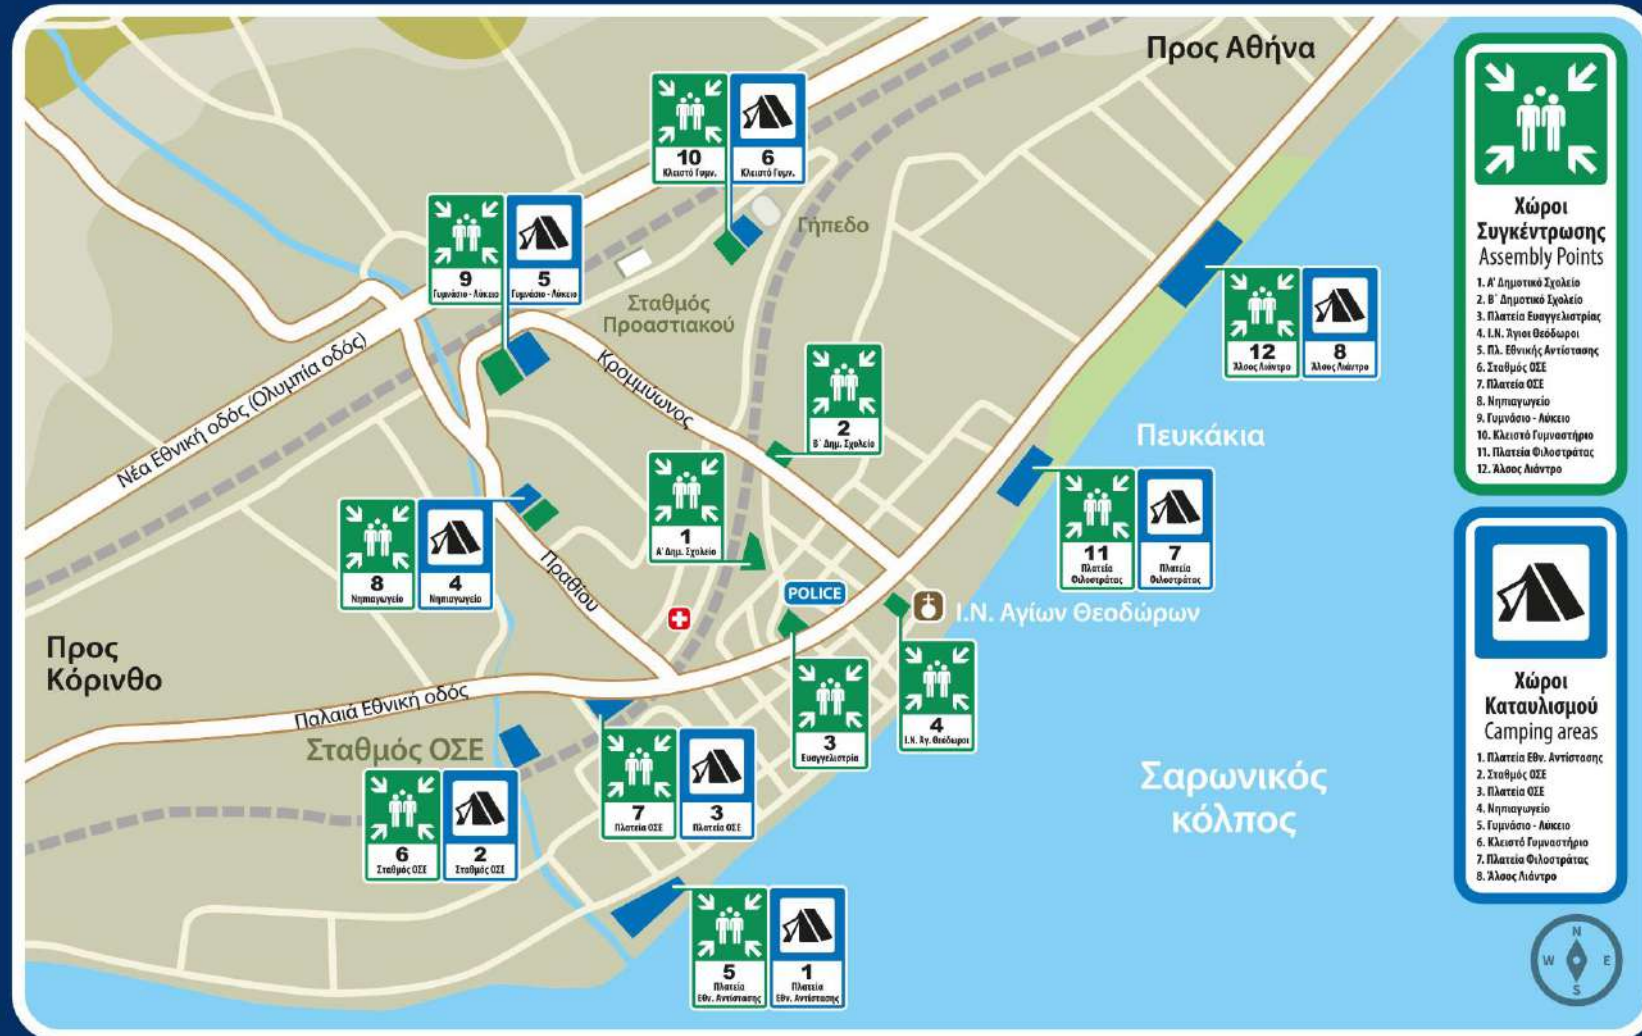 Προς Αθήνα
10
Κλειστό Γυμν.
6
Κλειστό Γυμν.
Γήπεδο
9
Γυμνάσιο - Λύκειο
5
Γυμνάσιο - Λύκειο
Σταθμός
Προαστιακού
12
Άλσος Λιάντρο
8
Άλσος Λιάντρο
Νέα Εθνική οδός (Ολυμπία οδός)
Κρομμύωνος
2
Β΄ Δημ. Σχολείο
Πευκάκια
1
Α' Δημ. Σχολείο
11
Πλατεία
Φιλοστράτας
7
Πλατεία
Φιλοστράτας
8
Νηπιαγωγείο
4
Νηπιαγωγείο
Πραθίου
POLICE
Ι.Ν. Αγίων Θεοδώρων
Προς
Κόρινθο
Παλαιά Εθνική οδός
3
Ευαγγελιστρία
4
Ι.Ν. Αγ. Θεόδωροι
Σταθμός ΟΣΕ
6
Σταθμός ΟΣΕ
2
Σταθμός ΟΣΕ
7
Πλατεία ΟΣΕ
3
Πλατεία ΟΣΕ
Σαρωνικός
κόλπος
5
Πλατεία
Εθν. Αντίστασης
1
Πλατεία
Εθν. Αντίστασης
Χώροι
Συγκέντρωσης
Assembly Points
1. Α' Δημοτικό Σχολείο
2. Β΄ Δημοτικό Σχολείο
3. Πλατεία Ευαγγελιστρίας
4. Ι.Ν. Άγιοι Θεόδωροι
5. Πλ. Εθνικής Αντίστασης
6. Σταθμός ΟΣΕ
7. Πλατεία ΟΣΕ
8. Νηπιαγωγείο
9. Γυμνάσιο - Λύκειο
10. Κλειστό Γυμναστήριο
11. Πλατεία Φιλοστράτας
12. Άλσος Λιάντρο
Χώροι
Καταυλισμού
Camping areas
1. Πλατεία Εθν. Αντίστασης
2. Σταθμός ΟΣΕ
3. Πλατεία ΟΣΕ
4. Νηπιαγωγείο
5. Γυμνάσιο - Λύκειο
6. Κλειστό Γυμναστήριο
7. Πλατεία Φιλοστράτας
8. Άλσος Λιάντρο
N
W E
S